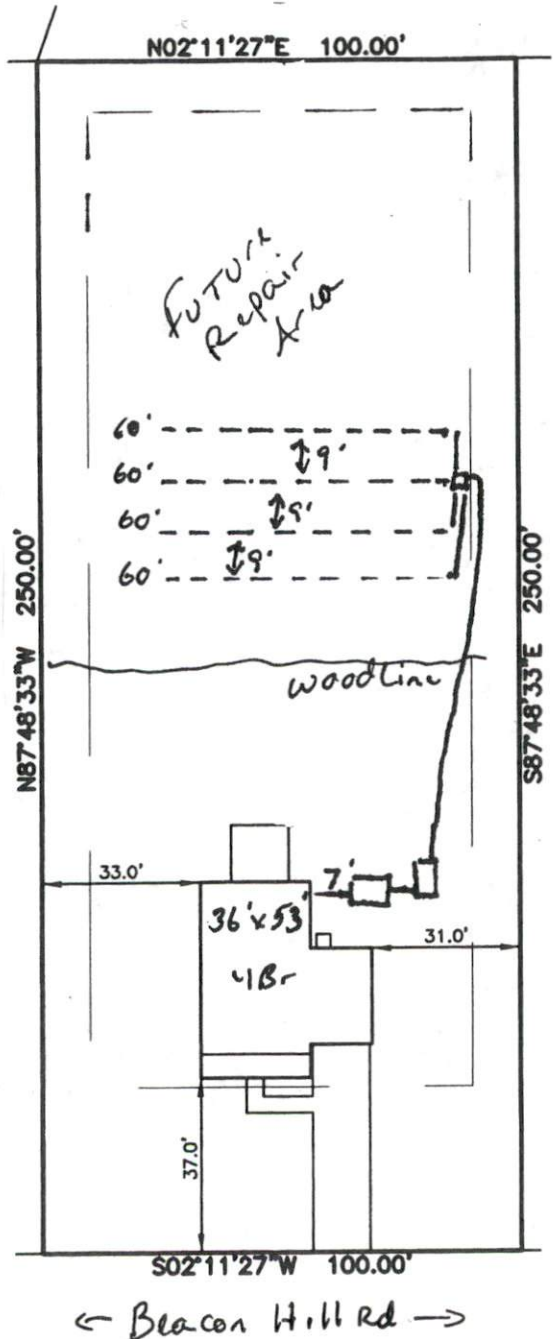 N02°11'27"E 100.00'
FUTURE
Repair
Area
60'
9'
60'
9'
60'
9'
60'
N87°48'33"W 250.00'
S87°48'33"E 250.00'
woodline
33.0'
7'
36'x53'
4Br
31.0'
37.0'
S02°11'27"W 100.00'
← Beacon Hill Rd →